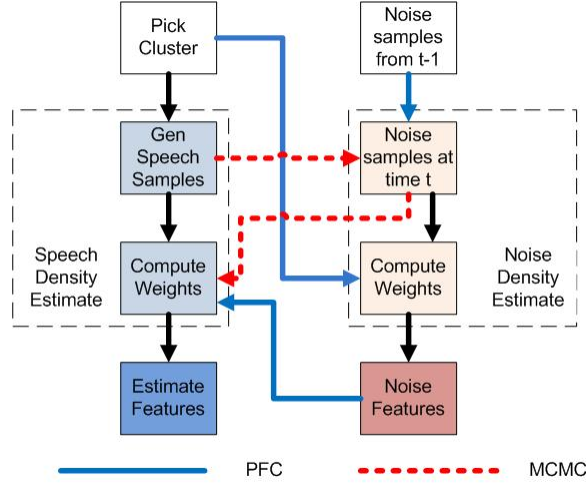 Pick
Cluster
Noise
samples
from t-1
Gen
Speech
Samples
Noise
samples at
time t
Speech
Density
Estimate
Compute
Weights
Compute
Weights
Noise
Density
Estimate
Estimate
Features
Noise
Features
PFC
MCMC